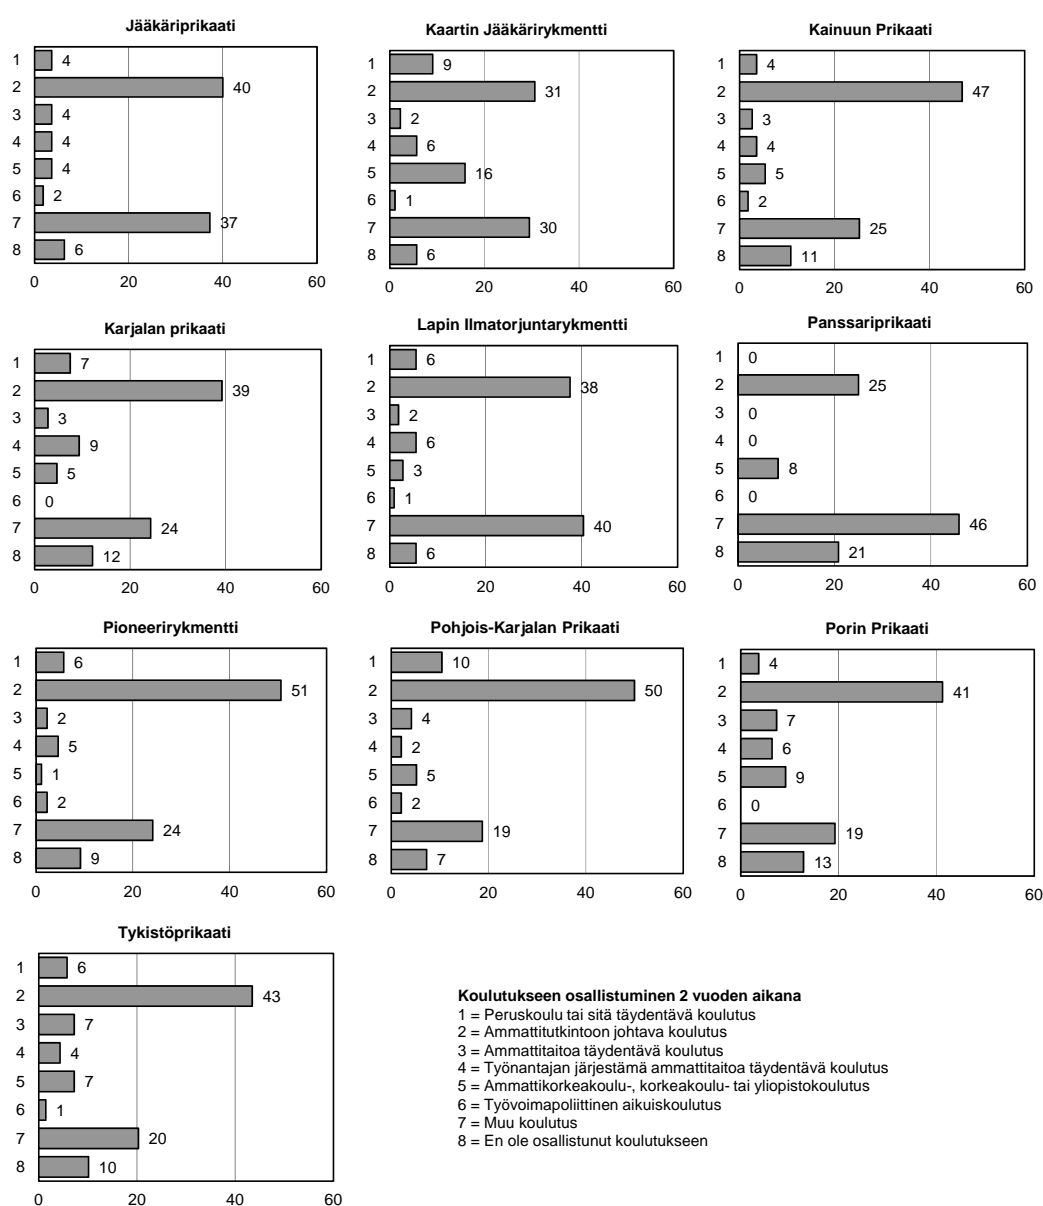 Jääkäriprikaati
1 4
2 40
3 4
4 4
5 4
6 2
7 37
8 6
0 20 40 60
Kaartin Jääkärirykmentti
1 9
2 31
3 2
4 6
5 16
6 1
7 30
8 6
0 20 40 60
Kainuun Prikaati
1 4
2 47
3 3
4 4
5 5
6 2
7 25
8 11
0 20 40 60
Karjalan prikaati
1 7
2 39
3 3
4 9
5 5
6 0
7 24
8 12
0 20 40 60
Lapin Ilmatorjuntarykmentti
1 6
2 38
3 2
4 6
5 3
6 1
7 40
8 6
0 20 40 60
Panssariprikaati
1 0
2 25
3 0
4 0
5 8
6 0
7 46
8 21
0 20 40 60
Pioneerirykmentti
1 6
2 51
3 2
4 5
5 1
6 2
7 24
8 9
0 20 40 60
Pohjois-Karjalan Prikaati
1 10
2 50
3 4
4 2
5 5
6 2
7 19
8 7
0 20 40 60
Porin Prikaati
1 4
2 41
3 7
4 6
5 9
6 0
7 19
8 13
0 20 40 60
Tykistöprikaati
1 6
2 43
3 7
4 4
5 7
6 1
7 20
8 10
0 20 40 60
Koulutukseen osallistuminen 2 vuoden aikana
1 = Peruskoulu tai sitä täydentävä koulutus
2 = Ammattitutkintoon johtava koulutus
3 = Ammattitaitoa täydentävä koulutus
4 = Työnantajan järjestämä ammattitaitoa täydentävä koulutus
5 = Ammattikorkeakoulu-, korkeakoulu- tai yliopistokoulutus
6 = Työvoimapoliittinen aikuiskoulutus
7 = Muu koulutus
8 = En ole osallistunut koulutukseen